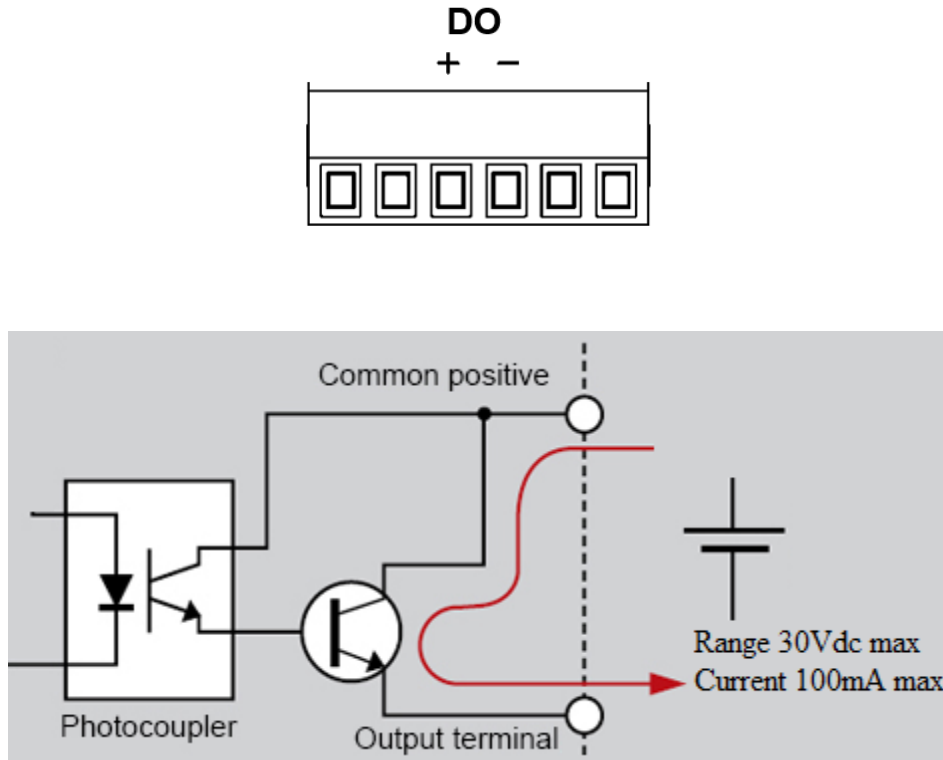 DO
+ −
Common positive
Range 30Vdc max
Current 100mA max
Photocoupler
Output terminal